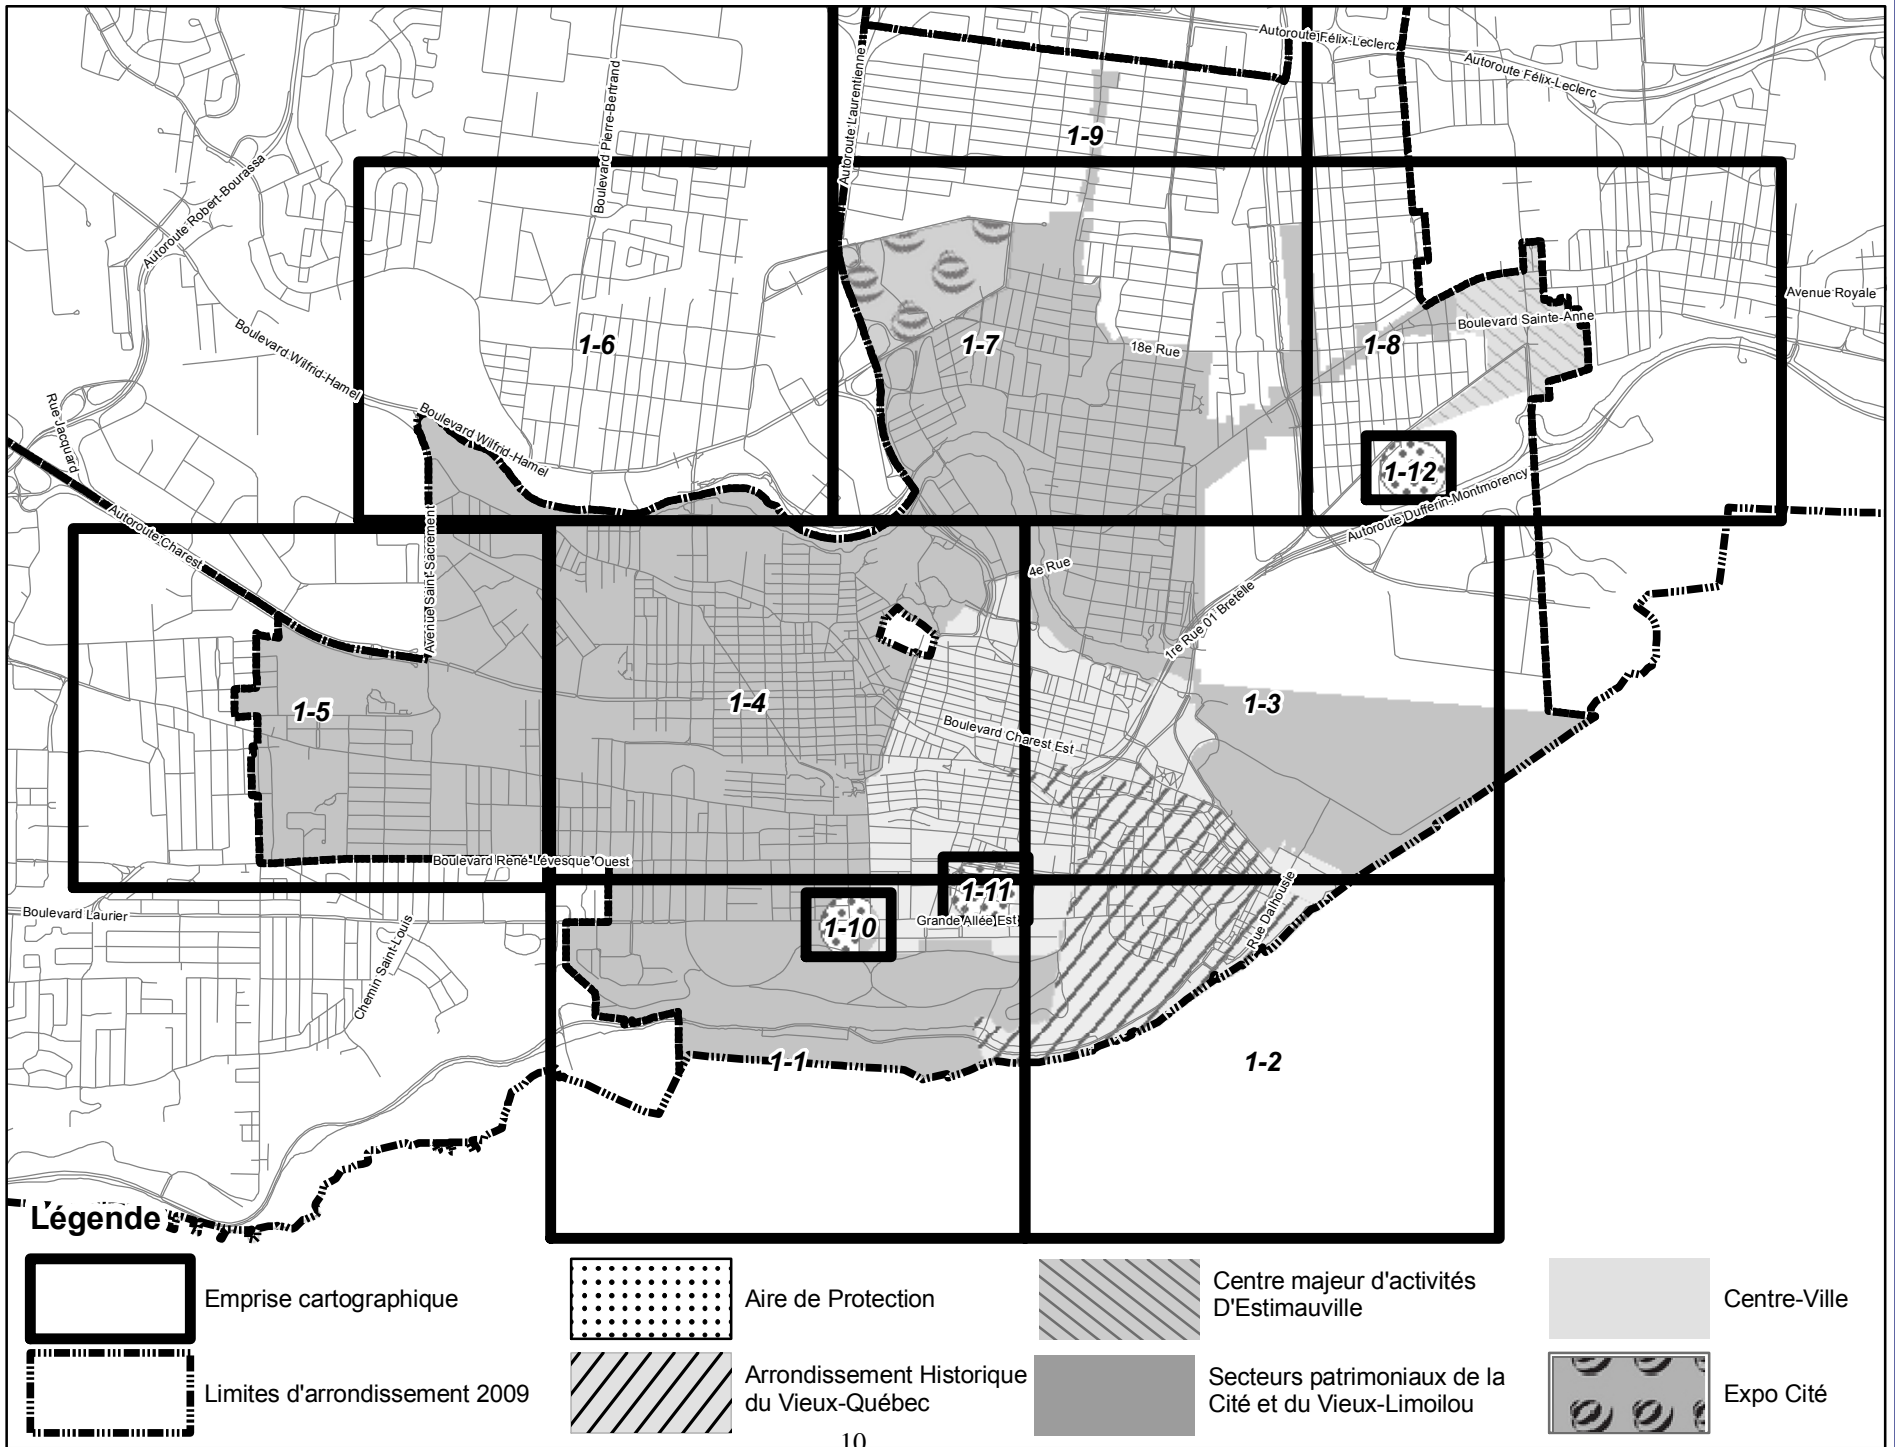 Autoroute Félix-Leclerc
Autoroute Félix-Leclerc
Autoroute Laurentienne
Boulevard Pierre-Bertrand
1-9
Autoroute Robert-Bourassa
Avenue Royale
Boulevard Sainte-Anne
Boulevard Wilfrid-Hamel
1-6
1-7
18e Rue
1-8
Rue Jacquard
Boulevard Wilfrid-Hamel
1-12
Autoroute Dufferin-Montmorency
Autoroute Charest
Avenue Saint-Sacrement
4e Rue
1re Rue 01 Bretelle
1-5
1-4
1-3
Boulevard Charest Est
Boulevard René-Lévesque Ouest
Boulevard Laurier
Chemin Saint-Louis
1-10
1-11
Grande Allée Est
Rue Dalhousie
1-1
1-2
Légende
Emprise cartographique
Aire de Protection
Centre majeur d'activités
D'Estimauville
Centre-Ville
Limites d'arrondissement 2009
Arrondissement Historique
du Vieux-Québec
Secteurs patrimoniaux de la
Cité et du Vieux-Limoilou
Expo Cité
10